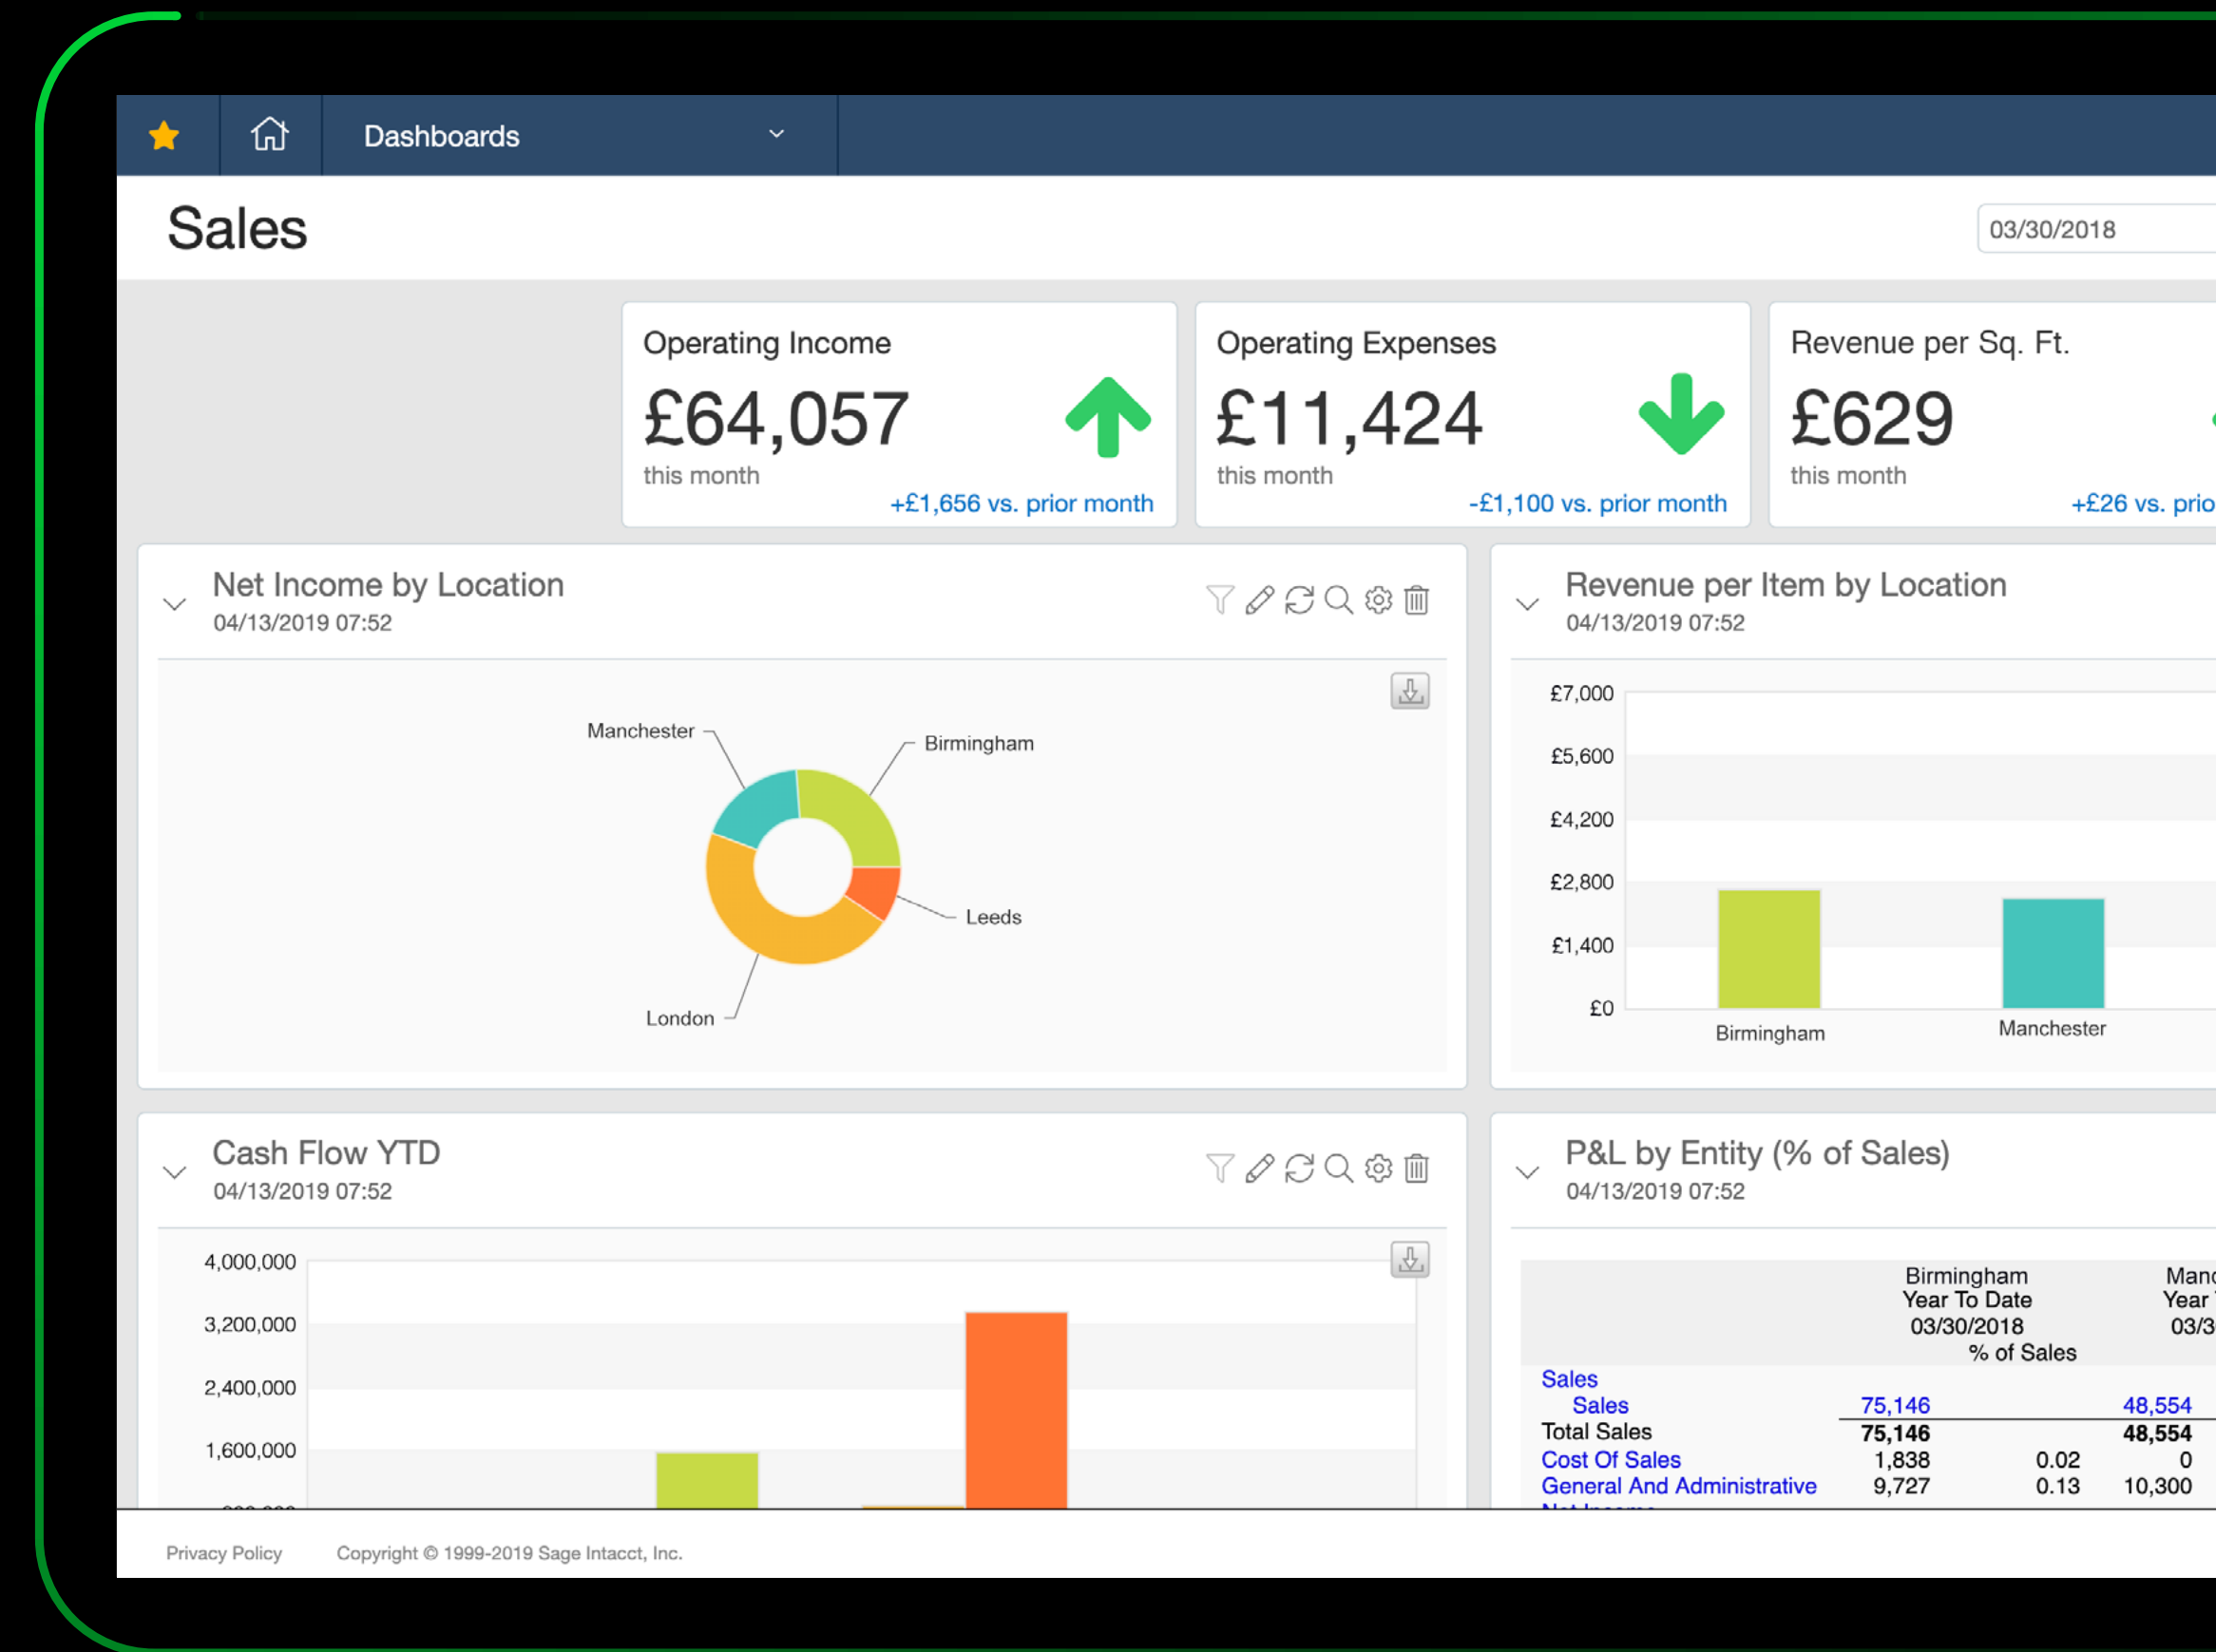 Dashboards
Sales
03/30/2018
Operating Income
£64,057
this month
+£1,656 vs. prior month
Operating Expenses
£11,424
this month
-£1,100 vs. prior month
Revenue per Sq. Ft.
£629
this month
+£26 vs.
Net Income by Location
04/13/2019 07:52
Manchester
Birmingham
Leeds
London
Revenue per Item by Location
04/13/2019 07:52
£7,000
£5,600
£4,200
£2,800
£1,400
£0
Birmingham
Manchester
Cash Flow YTD
04/13/2019 07:52
4,000,000
3,200,000
2,400,000
1,600,000
P&L by Entity (% of Sales)
04/13/2019 07:52
Birmingham
Year To Date
03/30/2018
% of Sales
Year
Sales
Sales 75,146 48,554
Total Sales 75,146 48,554
Cost Of Sales 1,838 0.02 0
General And Administrative 9,727 0.13 10,300
Privacy Policy
Copyright © 1999-2019 Sage Intacct, Inc.